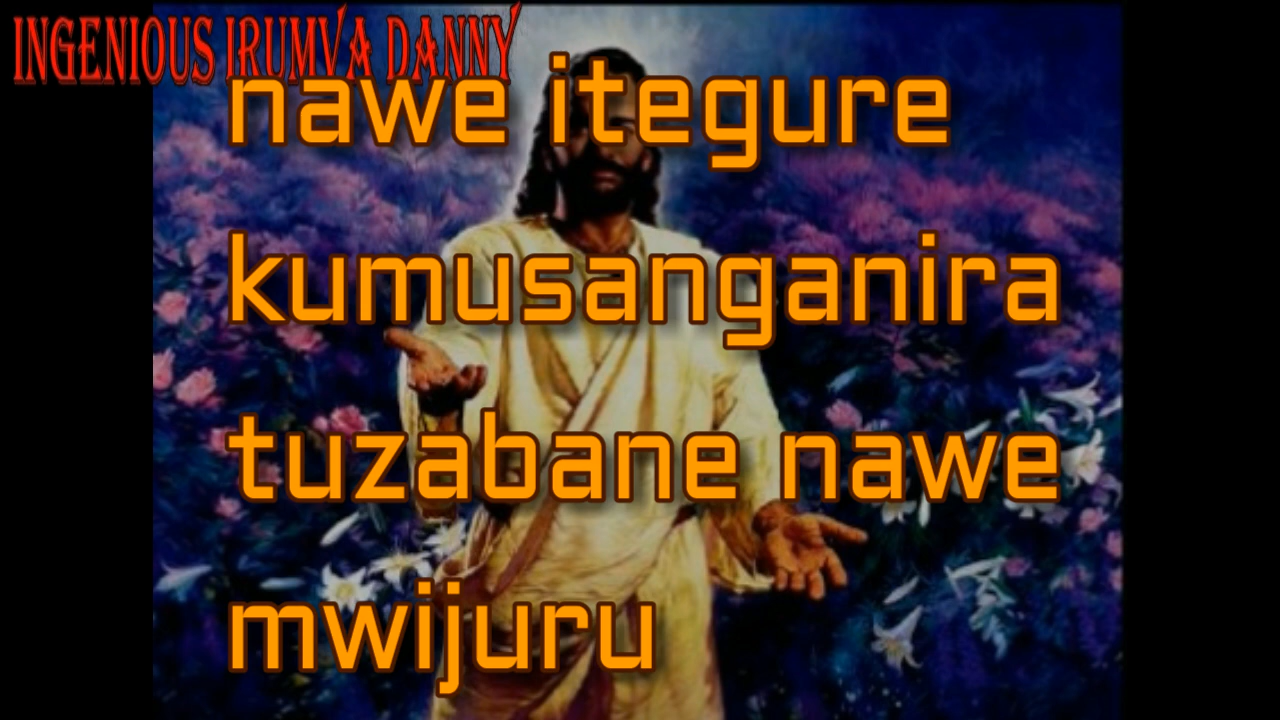 INGENIOUS IRUMVA DANNY
nawe itegure
kumusanganira
tuzabane nawe
mwijuru